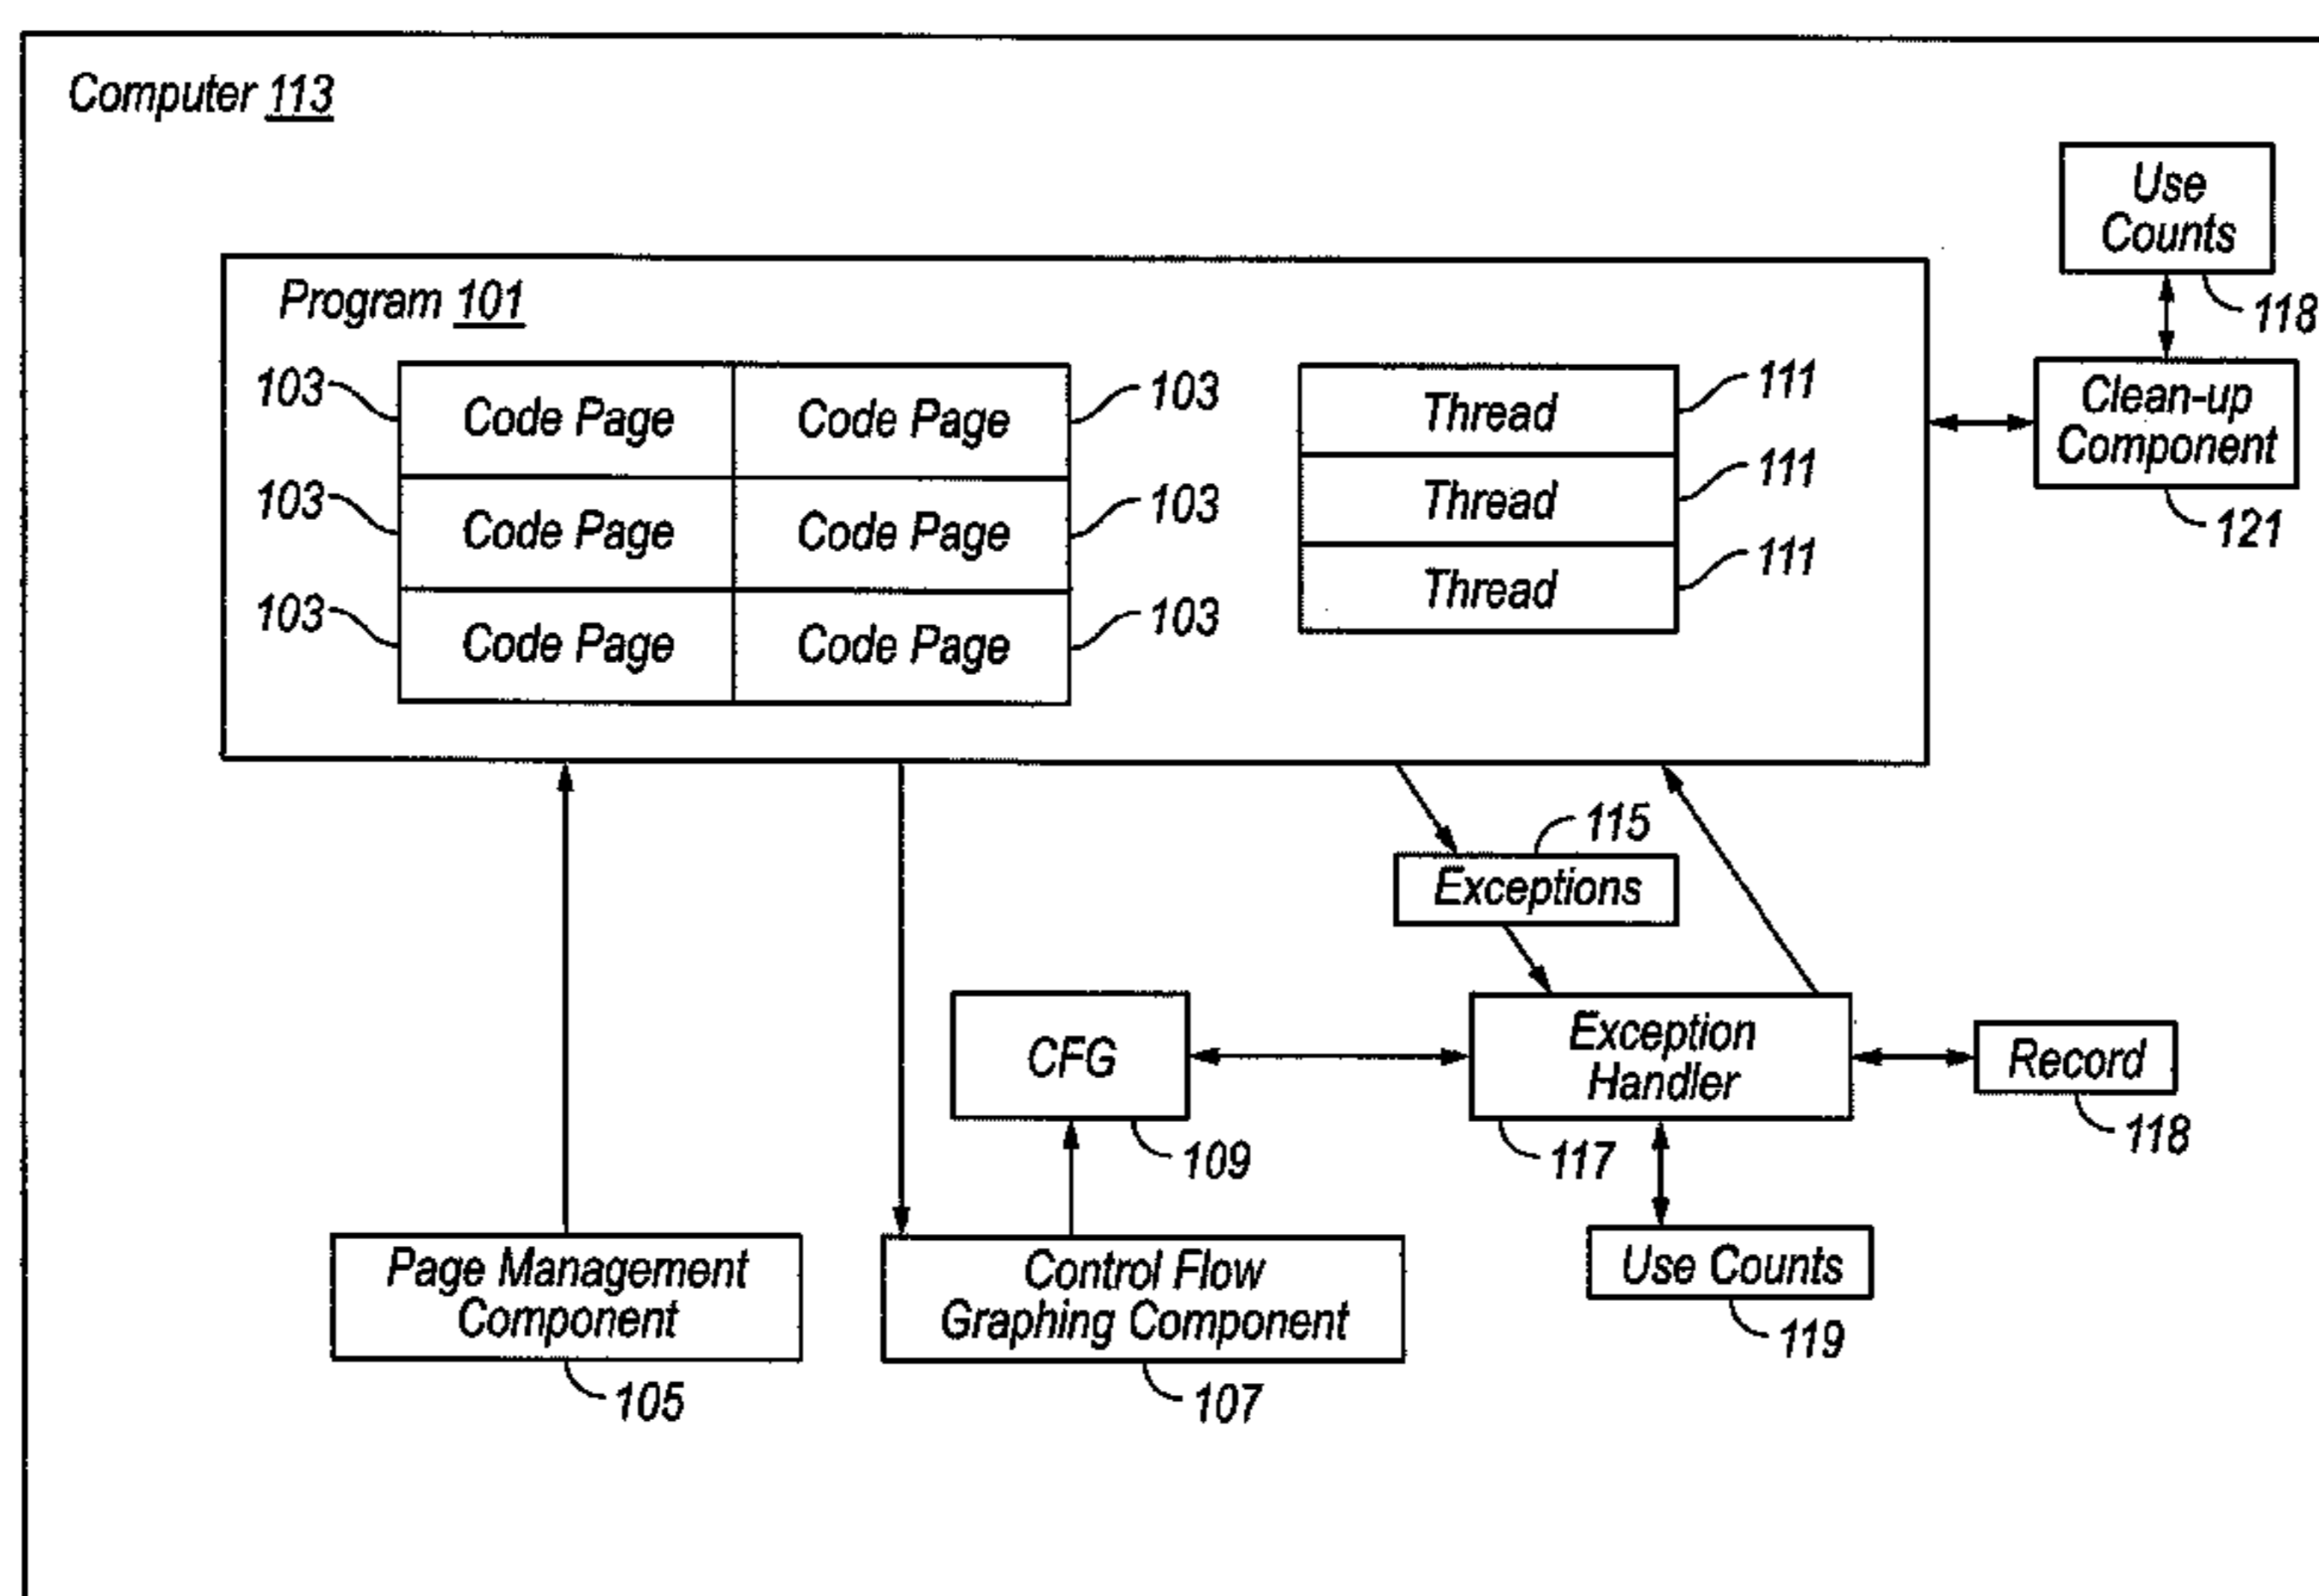 Computer 113
Use
Counts
118
Program 101
Clean-up
Component
121
103 Code Page Code Page 103
103 Code Page Code Page 103
103 Code Page Code Page 103
Thread 111
Thread 111
Thread 111
115
Exceptions
CFG
109
Exception
Handler
117
Record
118
Use Counts
119
Page Management
Component
105
Control Flow
Graphing Component
107